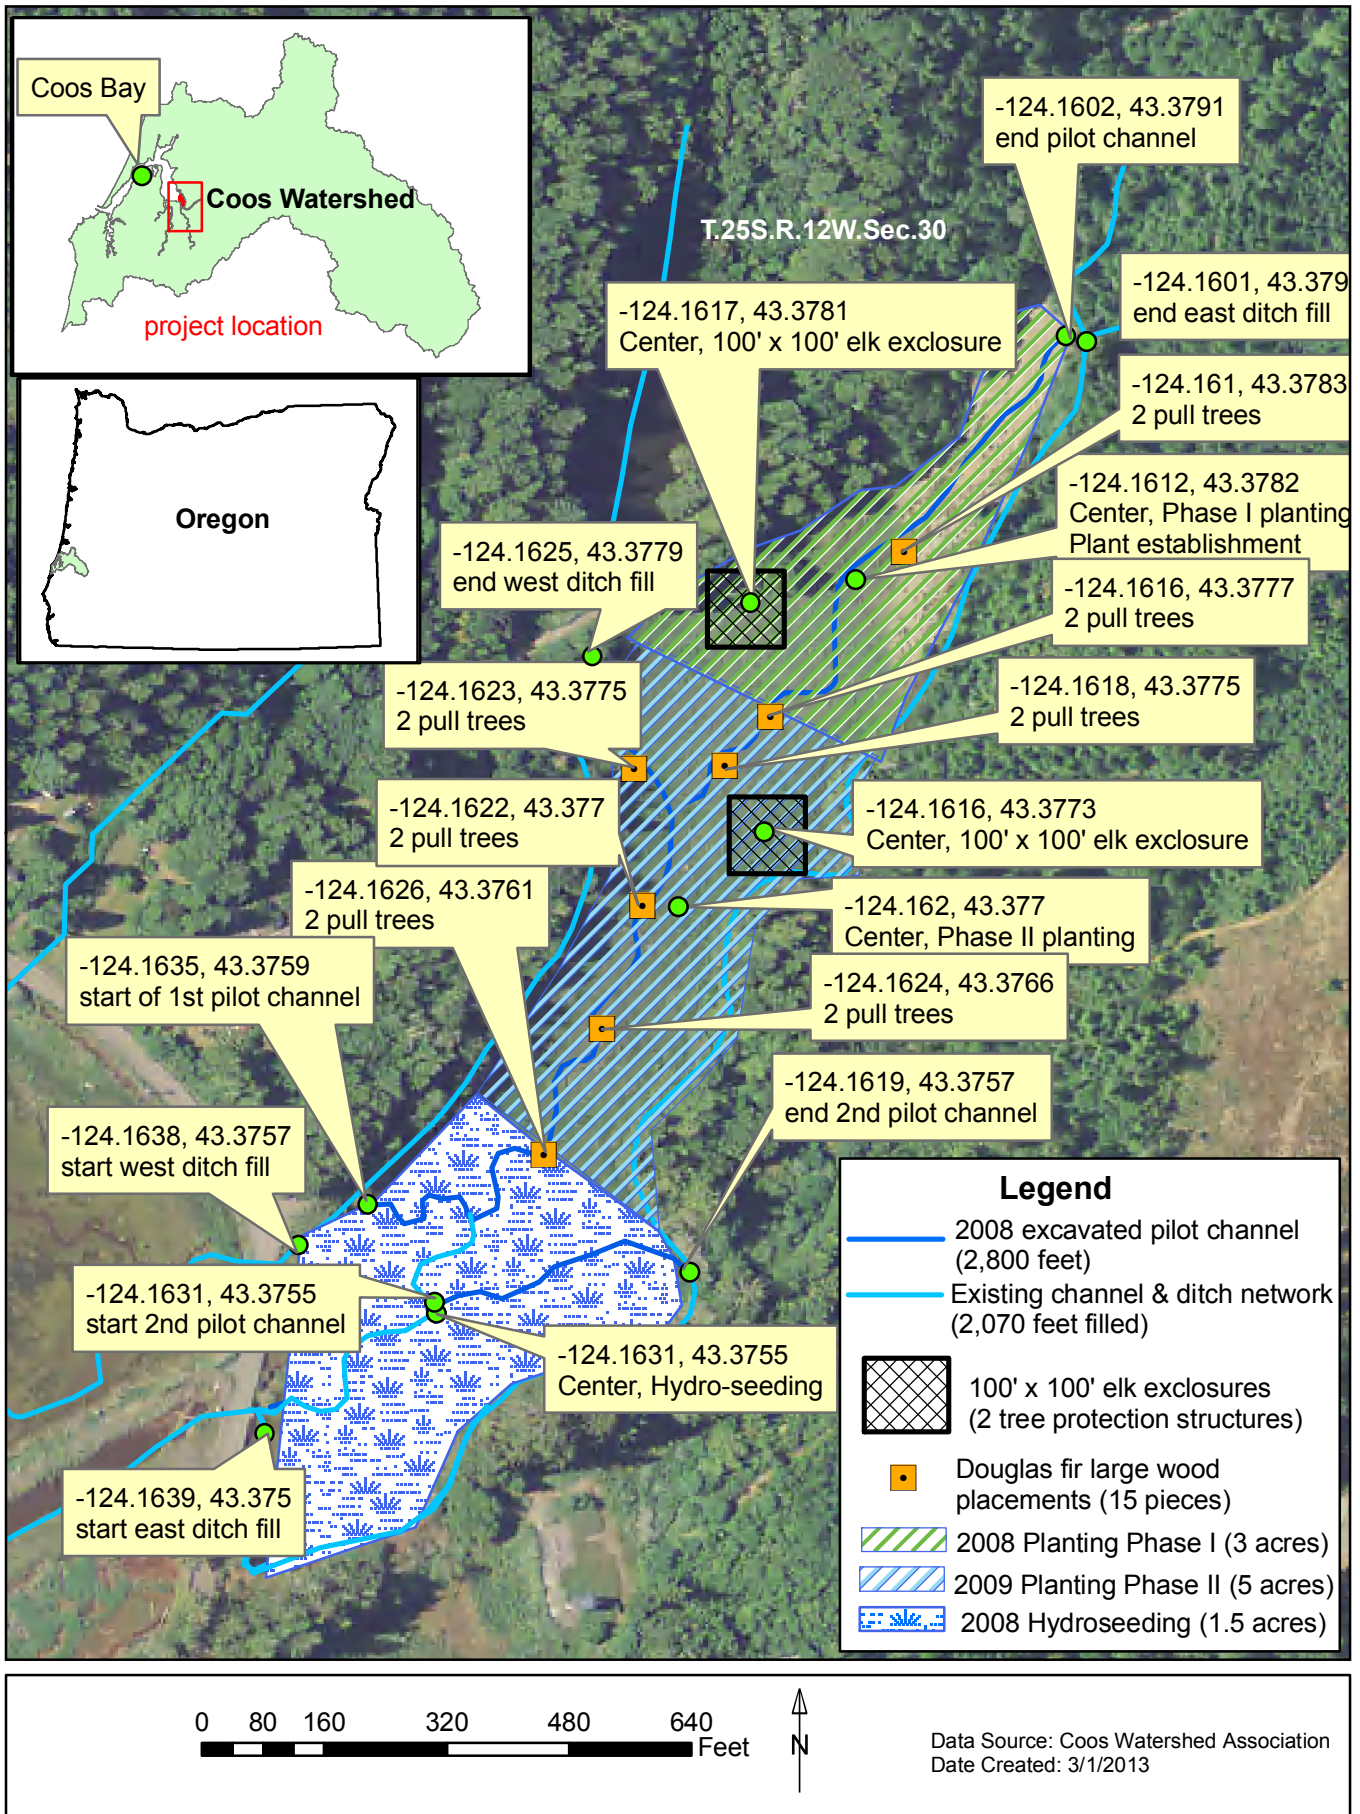 Coos Bay
Coos Watershed
project location
Oregon
T.25S.R.12W.Sec.30
-124.1602, 43.3791
end pilot channel
-124.1601, 43.379
end east ditch fill
-124.1617, 43.3781
Center, 100' x 100' elk exclosure
-124.161, 43.3783
2 pull trees
-124.1612, 43.3782
Center, Phase I planting
Plant establishment
-124.1625, 43.3779
end west ditch fill
-124.1616, 43.3777
2 pull trees
-124.1623, 43.3775
2 pull trees
-124.1618, 43.3775
2 pull trees
-124.1622, 43.377
2 pull trees
-124.1616, 43.3773
Center, 100' x 100' elk exclosure
-124.1626, 43.3761
2 pull trees
-124.162, 43.377
Center, Phase II planting
-124.1635, 43.3759
start of 1st pilot channel
-124.1624, 43.3766
2 pull trees
-124.1619, 43.3757
end 2nd pilot channel
-124.1638, 43.3757
start west ditch fill
-124.1631, 43.3755
start 2nd pilot channel
-124.1631, 43.3755
Center, Hydro-seeding
-124.1639, 43.375
start east ditch fill
Legend
2008 excavated pilot channel
(2,800 feet)
Existing channel & ditch network
(2,070 feet filled)
100' x 100' elk exclosures
(2 tree protection structures)
Douglas fir large wood
placements (15 pieces)
2008 Planting Phase I (3 acres)
2009 Planting Phase II (5 acres)
2008 Hydroseeding (1.5 acres)
0 80 160 320 480 640
Feet
N
Data Source: Coos Watershed Association
Date Created: 3/1/2013